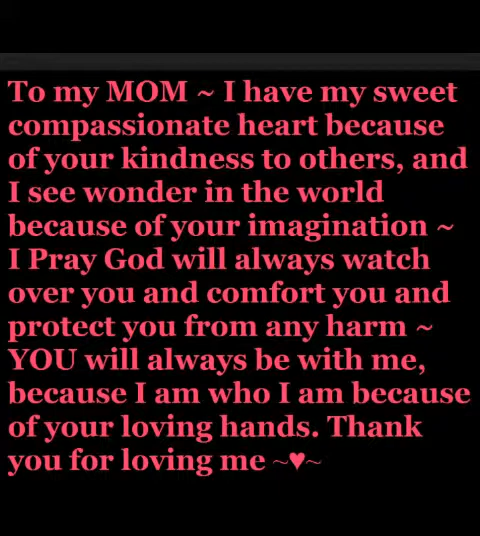 To my MOM ~ I have my sweet
compassionate heart because
of your kindness to others, and
I see wonder in the world
because of your imagination ~
I Pray God will always watch
over you and comfort you and
protect you from any harm ~
YOU will always be with me,
because I am who I am because
of your loving hands. Thank
you for loving me ~♥~